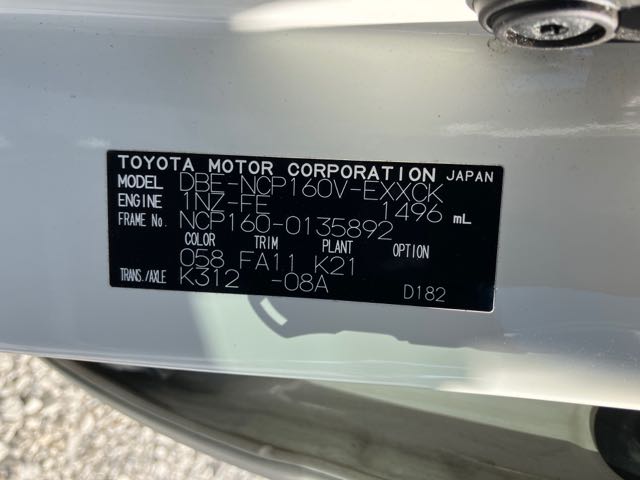 TOYOTA MOTOR CORPORATION JAPAN
MODEL DBE-NCP160V-EXXCK
ENGINE 1NZ-FE 1496 mL
FRAME No. NCP160-0135892
COLOR TRIM PLANT OPTION
058 FA11 K21
TRANS./AXLE K312 -08A D182